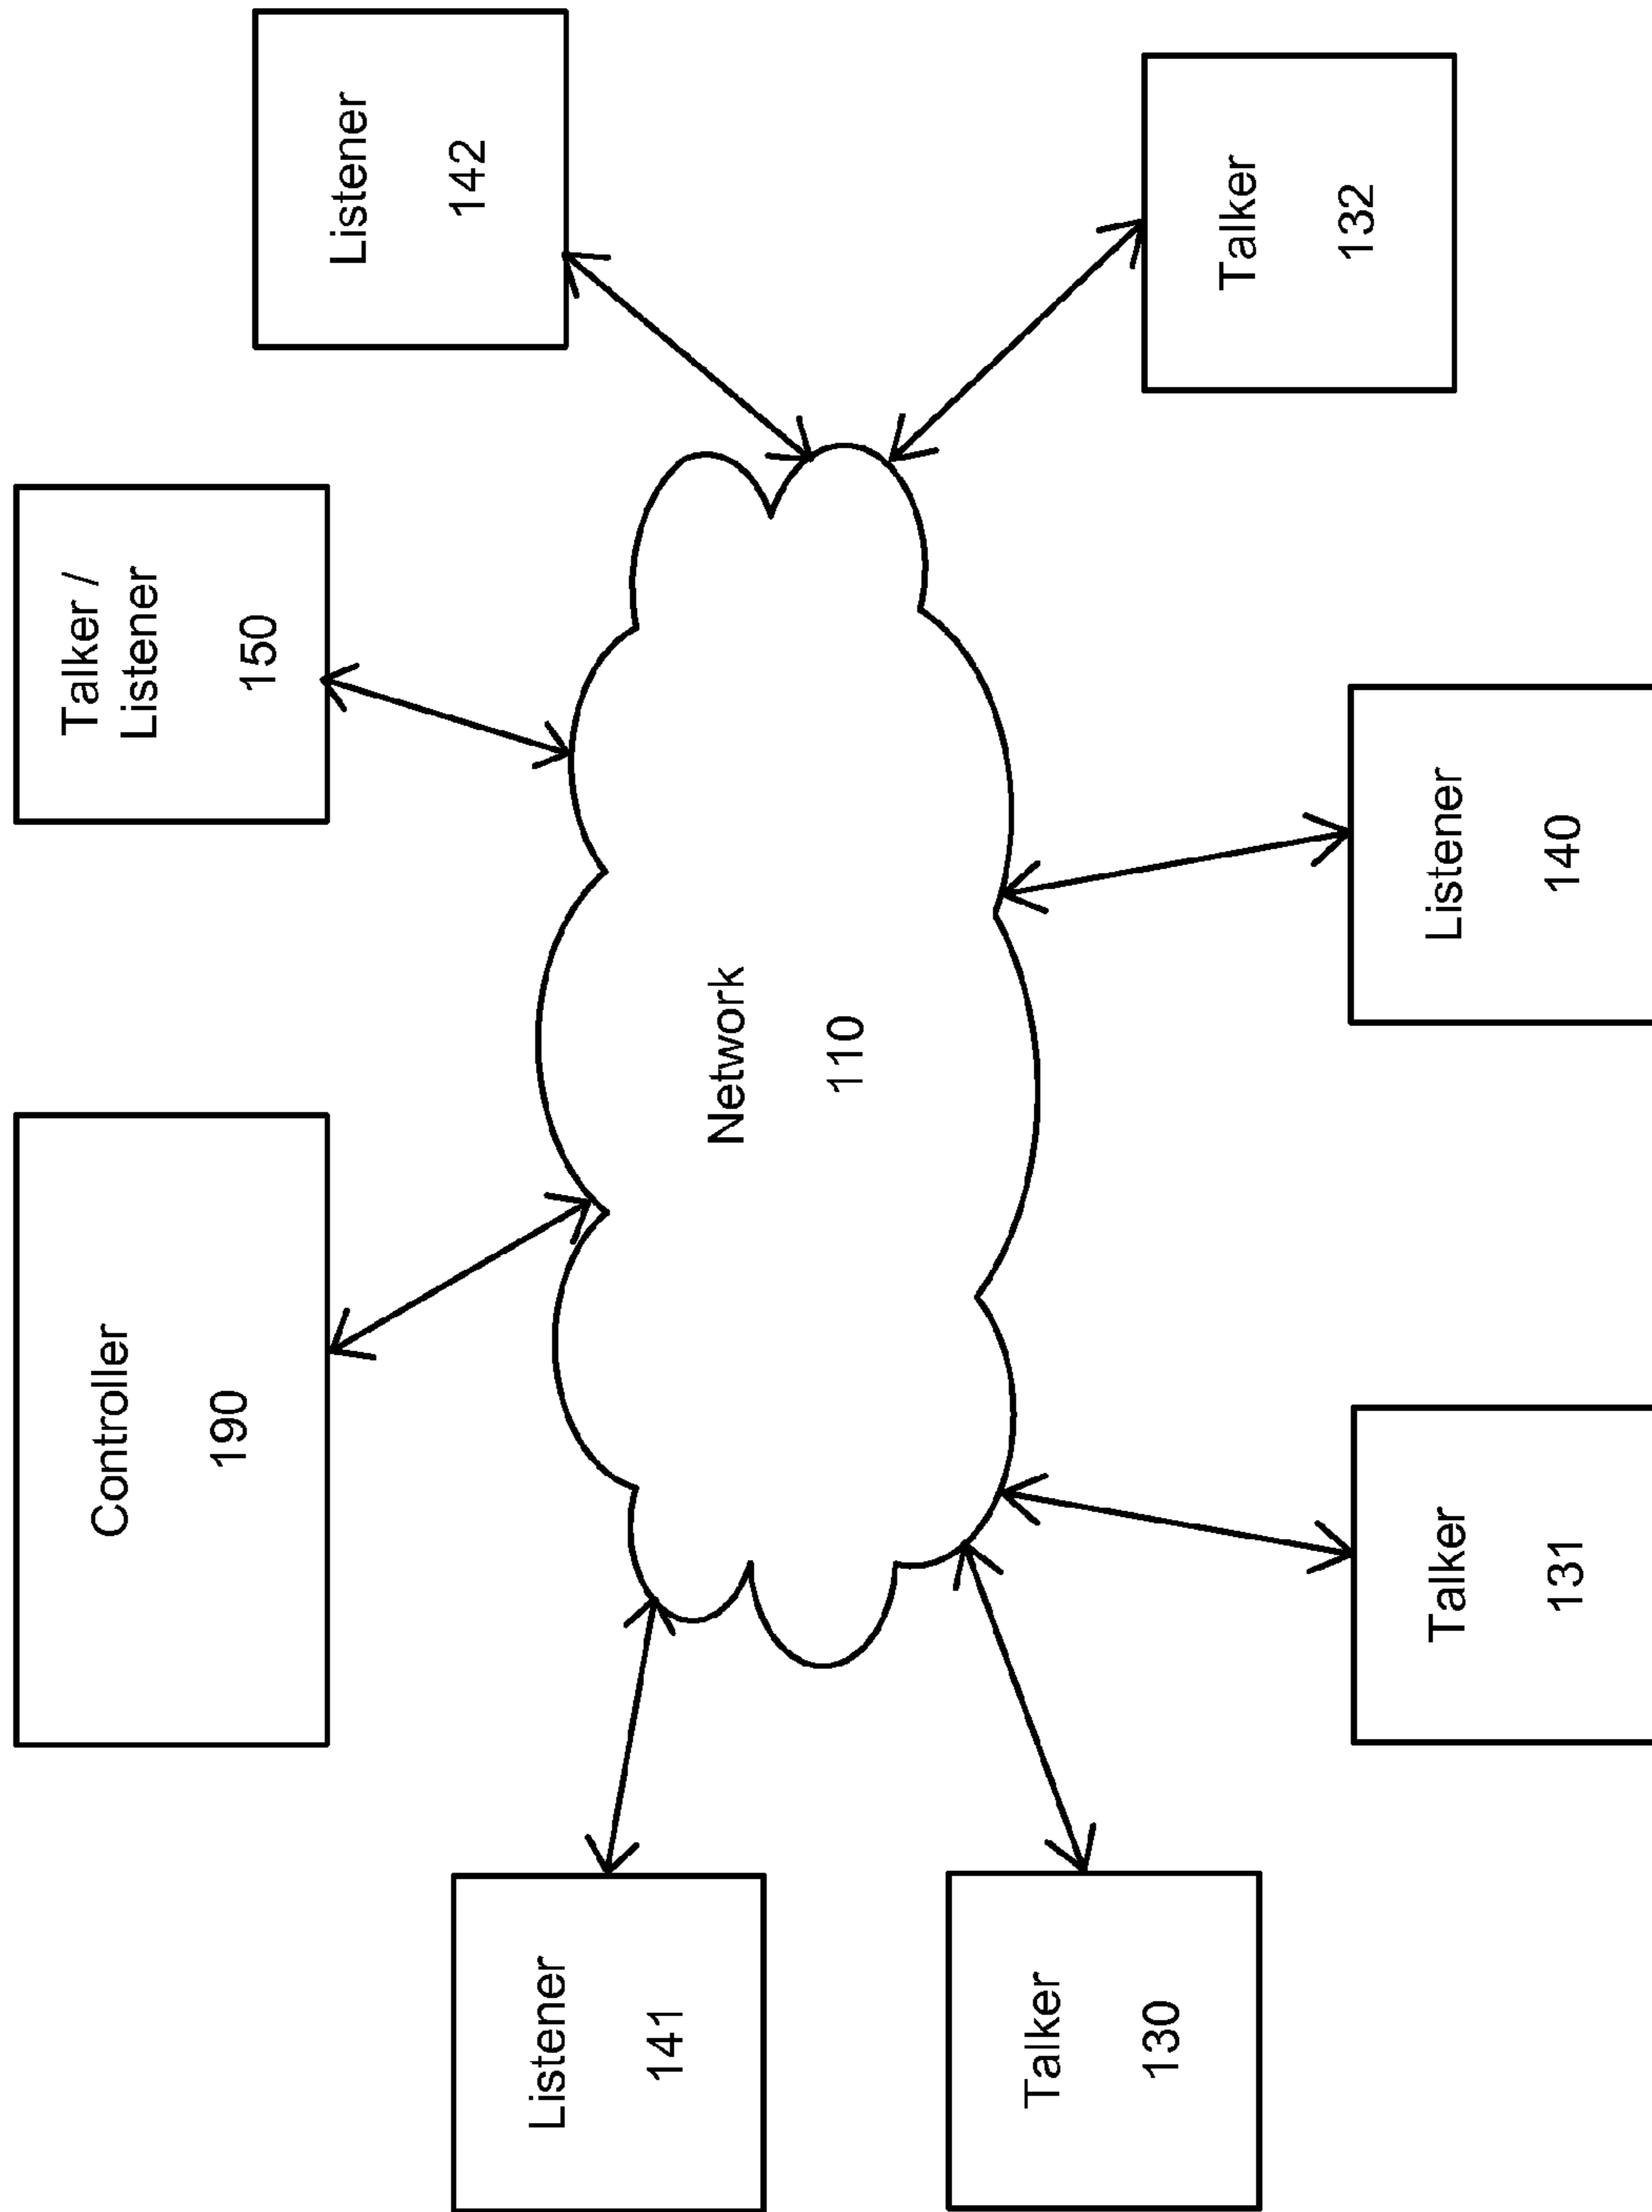 Controller
190
Talker /
Listener
150
Listener
141
Listener
142
Network
110
Talker
130
Talker
132
Talker
131
Listener
140